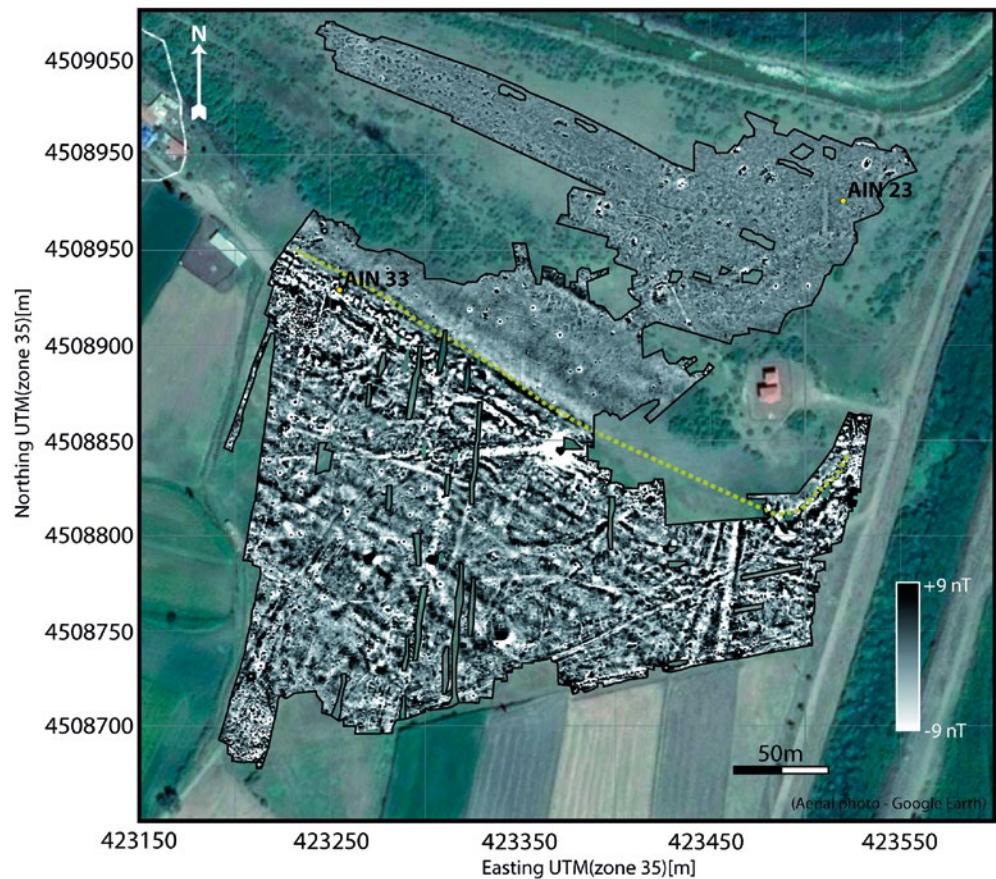 N
4509050
4508950
4508950
4508900
4508850
4508800
4508750
4508700
Northing UTM(zone 35)[m]
AIN 23
AIN 33
+9 nT
-9 nT
50m
(Aerial photo - Google Earth)
423150
423250
423350
423450
423550
Easting UTM(zone 35)[m]